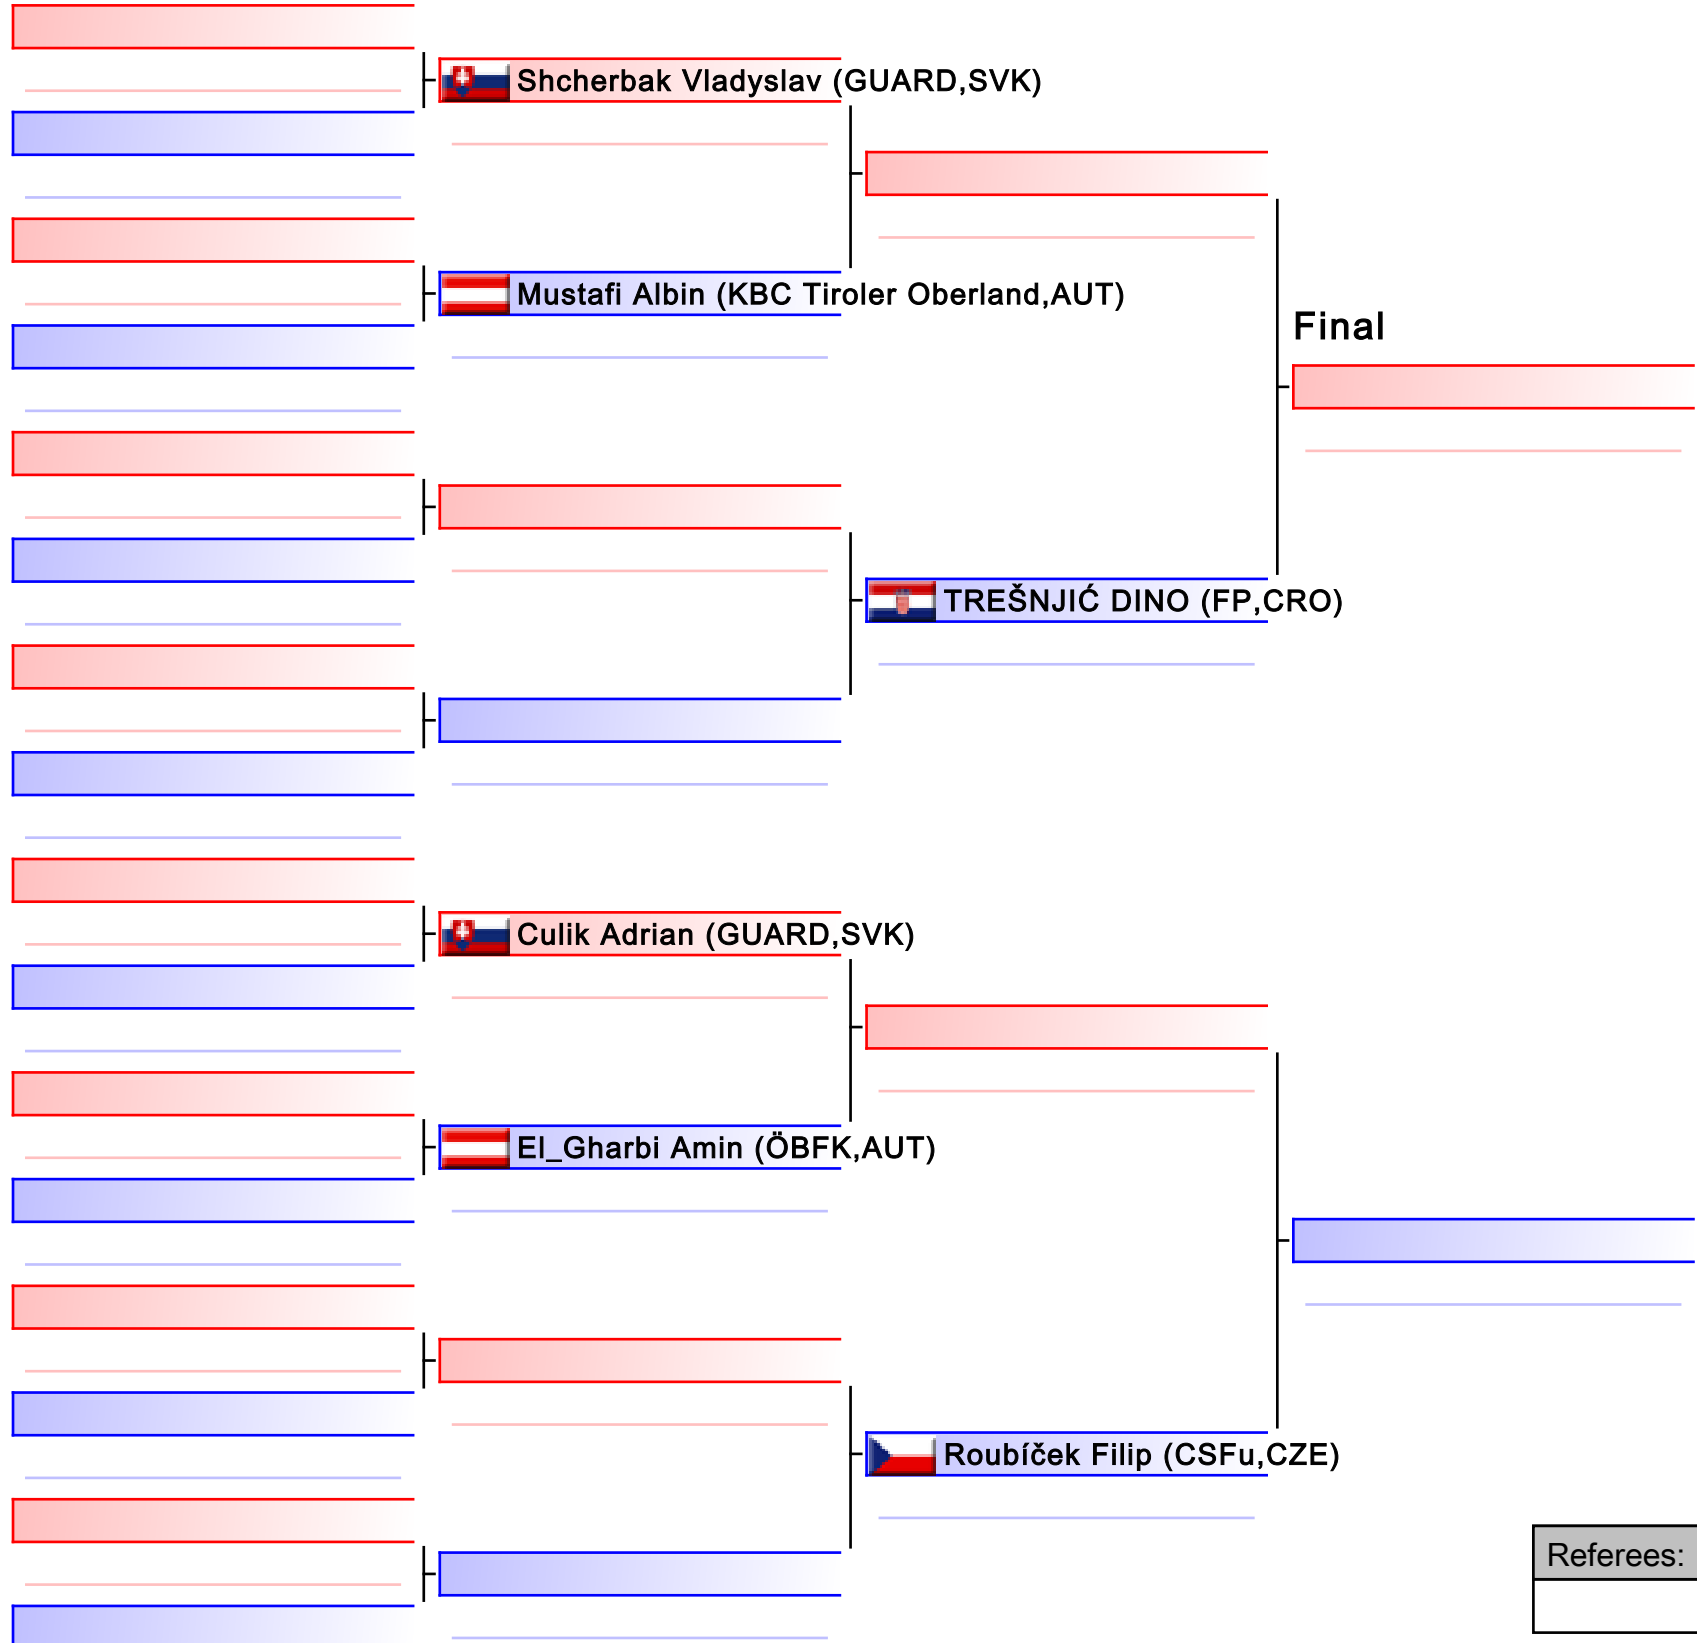 Shcherbak Vladyslav (GUARD,SVK)
Mustafi Albin (KBC Tiroler Oberland,AUT)
Final
TREŠNJIĆ DINO (FP,CRO)
Culik Adrian (GUARD,SVK)
El_Gharbi Amin (ÖBFK,AUT)
Roubíček Filip (CSFu,CZE)
Referees: